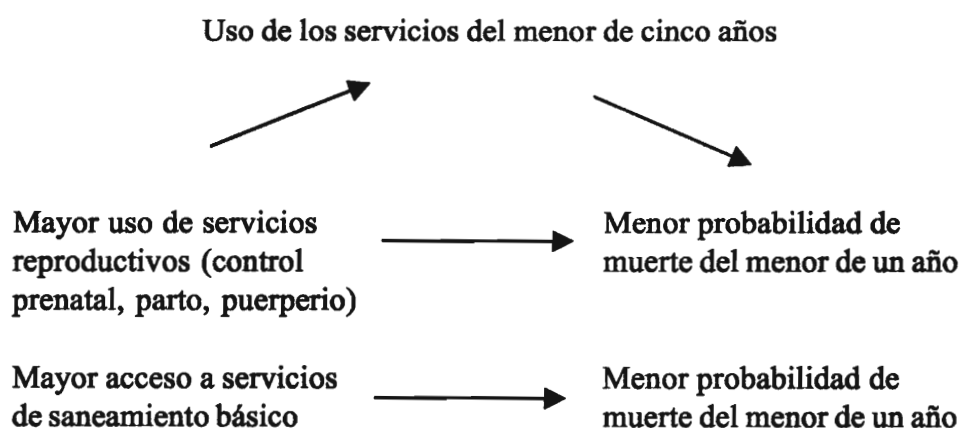 Uso de los servicios del menor de cinco años
Mayor uso de servicios
reproductivos (control
prenatal, parto, puerperio)
Menor probabilidad de
muerte del menor de un año
Mayor acceso a servicios
de saneamiento básico
Menor probabilidad de
muerte del menor de un año